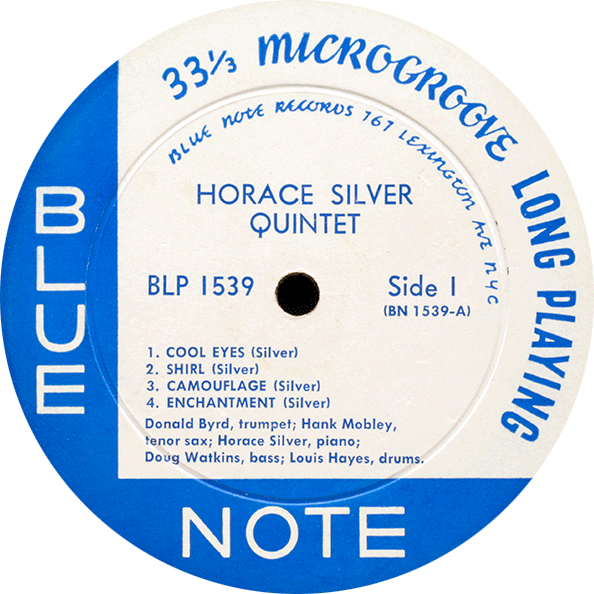 33⅓ MICROGROOVE LONG PLAYING
BLUE NOTE RECORDS 767 LEXINGTON AVE NYC
HORACE SILVER
QUINTET
BLP 1539
Side 1
(BN 1539-A)
1. COOL EYES (Silver)
2. SHIRL (Silver)
3. CAMOUFLAGE (Silver)
4. ENCHANTMENT (Silver)
Donald Byrd, trumpet; Hank Mobley,
tenor sax; Horace Silver, piano;
Doug Watkins, bass; Louis Hayes, drums.
BLUE
NOTE